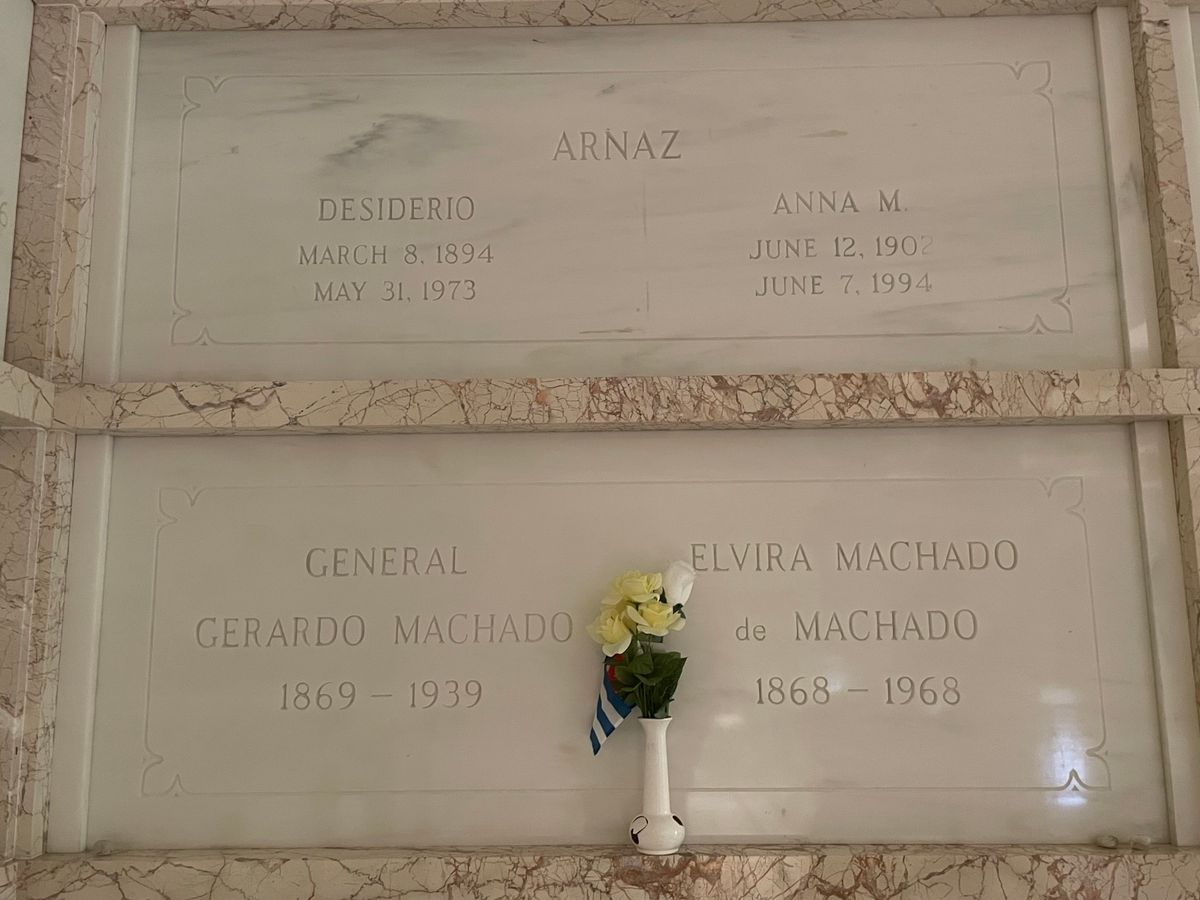 ARNAZ
DESIDERIO
MARCH 8, 1894
MAY 31, 1973
ANNA M.
JUNE 12, 1902
JUNE 7, 1994
GENERAL
GERARDO MACHADO
1869 – 1939
ELVIRA MACHADO
de MACHADO
1868 – 1968